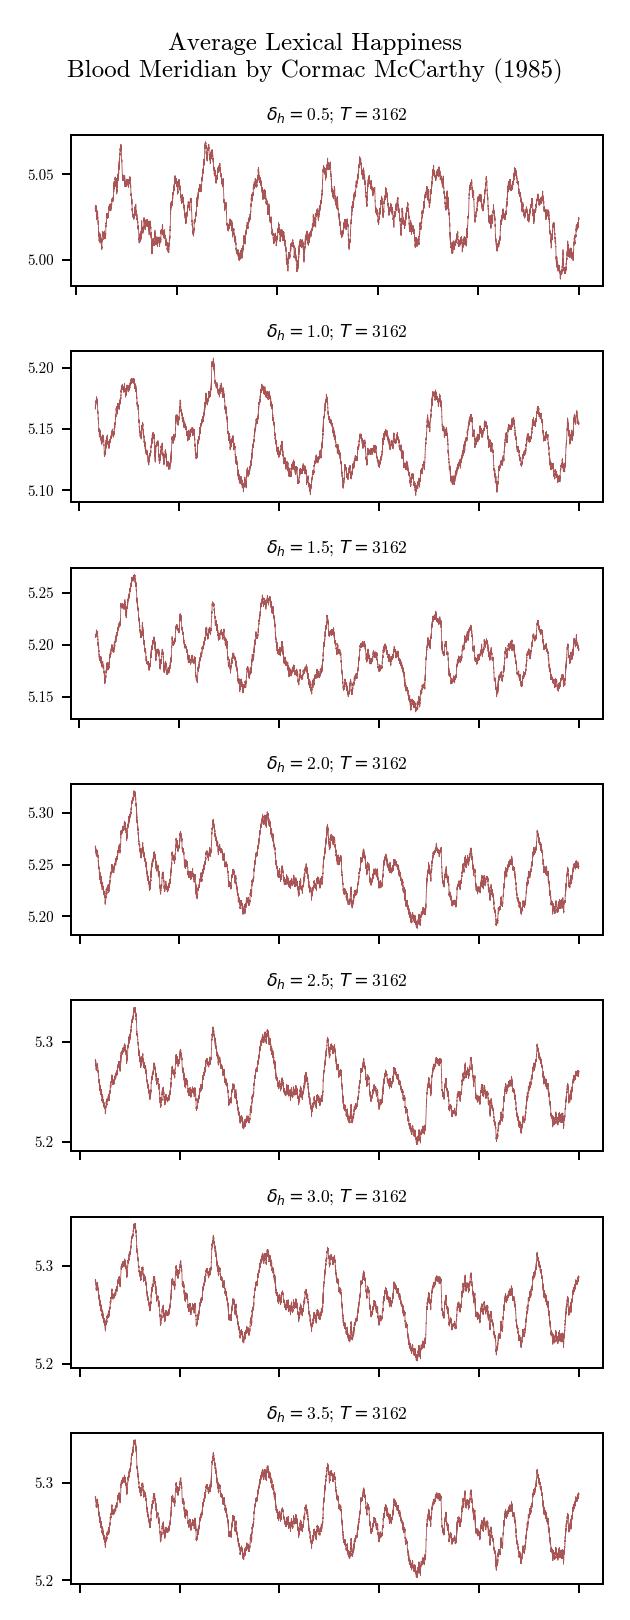 Average Lexical Happiness
Blood Meridian by Cormac McCarthy (1985)
δₕ = 0.5; T = 3162
5.05
5.00
δₕ = 1.0; T = 3162
5.20
5.15
5.10
δₕ = 1.5; T = 3162
5.25
5.20
5.15
δₕ = 2.0; T = 3162
5.30
5.25
5.20
δₕ = 2.5; T = 3162
5.3
5.2
δₕ = 3.0; T = 3162
5.3
5.2
δₕ = 3.5; T = 3162
5.3
5.2